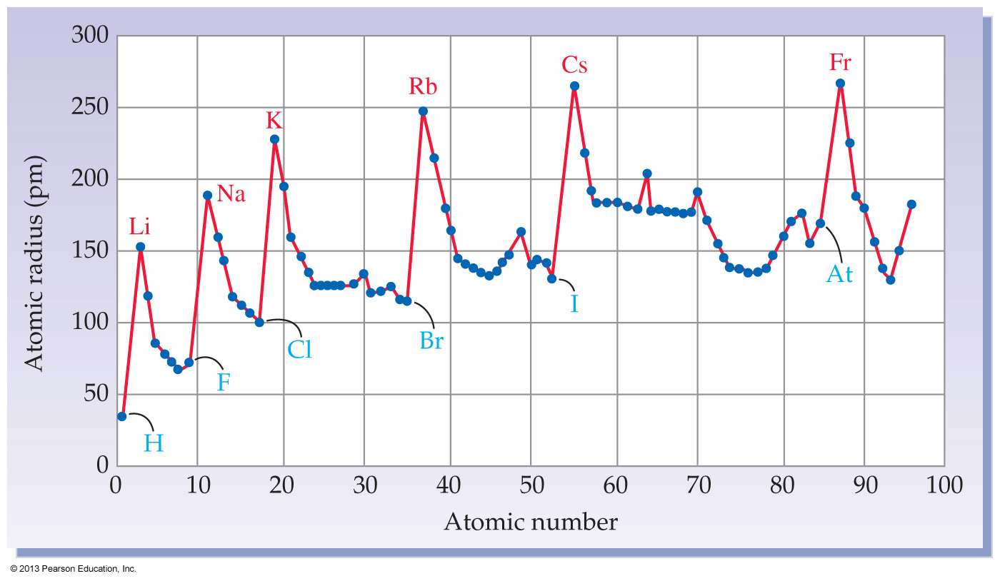 300
250
200
150
100
50
0
Atomic radius (pm)
Li
Na
K
Rb
Cs
Fr
H
F
Cl
Br
I
At
0 10 20 30 40 50 60 70 80 90 100
Atomic number
© 2013 Pearson Education, Inc.